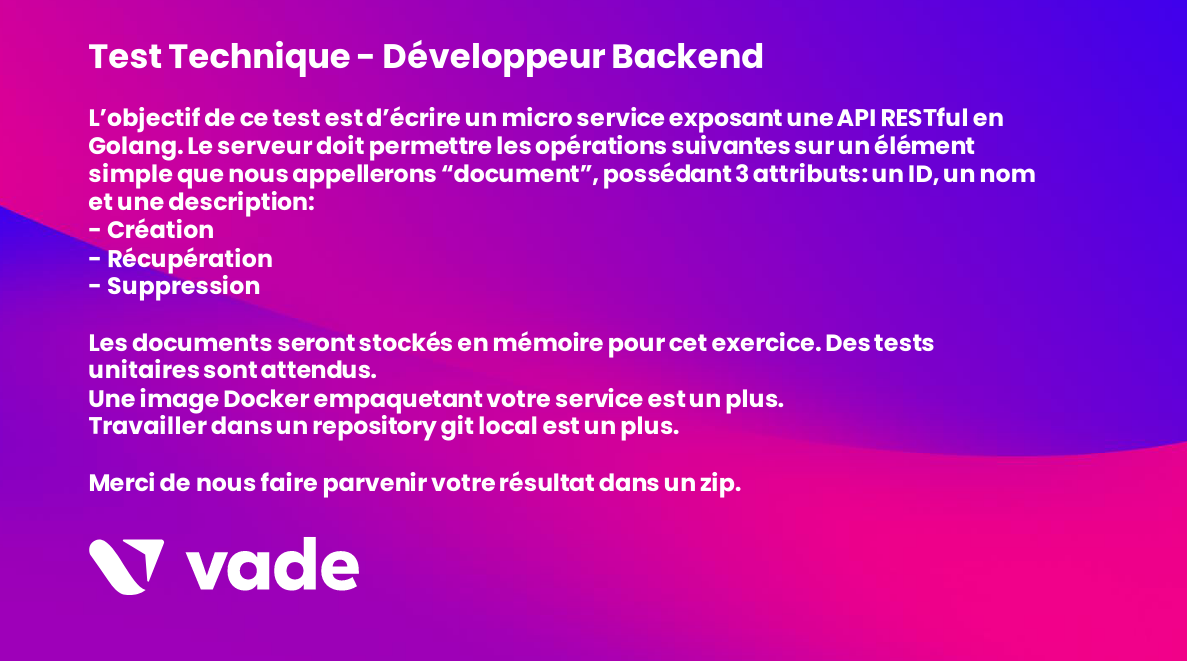 Test Technique - Développeur Backend
L’objectif de ce test est d’écrire un micro service exposant une API RESTful en
Golang. Le serveur doit permettre les opérations suivantes sur un élément
simple que nous appellerons “document”, possédant 3 attributs: un ID, un nom
et une description:
- Création
- Récupération
- Suppression
Les documents seront stockés en mémoire pour cet exercice. Des tests
unitaires sont attendus.
Une image Docker empaquetant votre service est un plus.
Travailler dans un repository git local est un plus.
Merci de nous faire parvenir votre résultat dans un zip.
vade